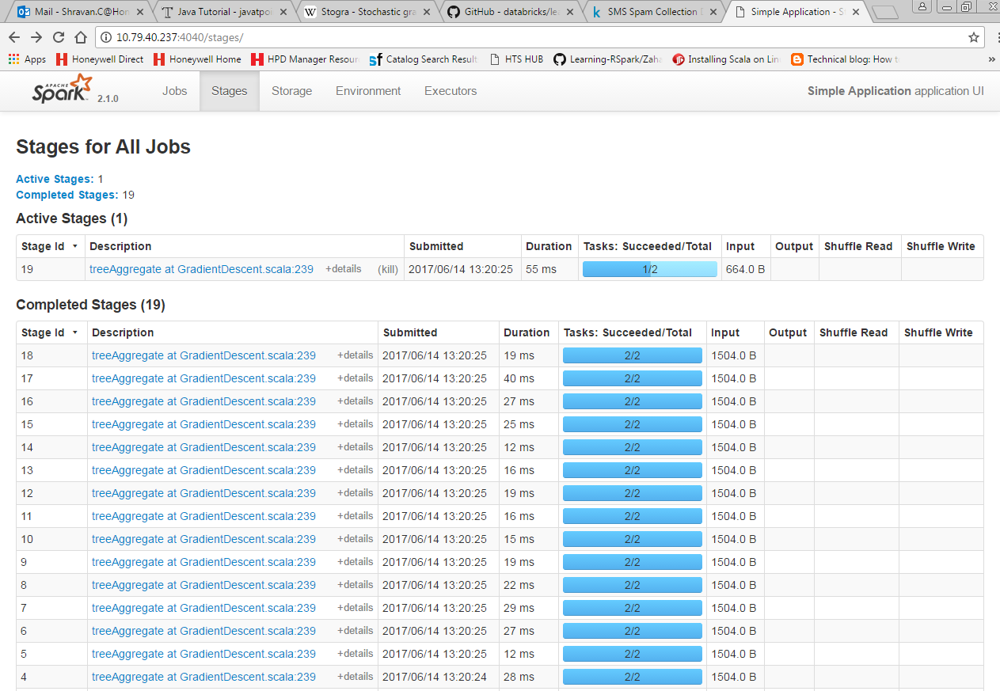 Mail - Shravan.C@Hon Java Tutorial - javatpoi Stogra - Stochastic gra GitHub - databricks/lea SMS Spam Collection Simple Application - S
10.79.40.237:4040/stages/
Apps Honeywell Direct Honeywell Home HPD Manager Resour Catalog Search Result HTS HUB Learning-RSpark/Zaha Installing Scala on Lin Technical blog: How t »
APACHE Spark 2.1.0 Jobs Stages Storage Environment Executors Simple Application application UI
Stages for All Jobs
Active Stages: 1
Completed Stages: 19
Active Stages (1)
Stage Id Description Submitted Duration Tasks: Succeeded/Total Input Output Shuffle Read Shuffle Write
19 treeAggregate at GradientDescent.scala:239 +details (kill) 2017/06/14 13:20:25 55 ms 1/2 664.0 B
Completed Stages (19)
Stage Id Description Submitted Duration Tasks: Succeeded/Total Input Output Shuffle Read Shuffle Write
18 treeAggregate at GradientDescent.scala:239 +details 2017/06/14 13:20:25 19 ms 2/2 1504.0 B
17 treeAggregate at GradientDescent.scala:239 +details 2017/06/14 13:20:25 40 ms 2/2 1504.0 B
16 treeAggregate at GradientDescent.scala:239 +details 2017/06/14 13:20:25 27 ms 2/2 1504.0 B
15 treeAggregate at GradientDescent.scala:239 +details 2017/06/14 13:20:25 25 ms 2/2 1504.0 B
14 treeAggregate at GradientDescent.scala:239 +details 2017/06/14 13:20:25 12 ms 2/2 1504.0 B
13 treeAggregate at GradientDescent.scala:239 +details 2017/06/14 13:20:25 16 ms 2/2 1504.0 B
12 treeAggregate at GradientDescent.scala:239 +details 2017/06/14 13:20:25 19 ms 2/2 1504.0 B
11 treeAggregate at GradientDescent.scala:239 +details 2017/06/14 13:20:25 16 ms 2/2 1504.0 B
10 treeAggregate at GradientDescent.scala:239 +details 2017/06/14 13:20:25 15 ms 2/2 1504.0 B
9 treeAggregate at GradientDescent.scala:239 +details 2017/06/14 13:20:25 19 ms 2/2 1504.0 B
8 treeAggregate at GradientDescent.scala:239 +details 2017/06/14 13:20:25 22 ms 2/2 1504.0 B
7 treeAggregate at GradientDescent.scala:239 +details 2017/06/14 13:20:25 29 ms 2/2 1504.0 B
6 treeAggregate at GradientDescent.scala:239 +details 2017/06/14 13:20:25 27 ms 2/2 1504.0 B
5 treeAggregate at GradientDescent.scala:239 +details 2017/06/14 13:20:25 12 ms 2/2 1504.0 B
4 treeAggregate at GradientDescent.scala:239 +details 2017/06/14 13:20:24 28 ms 2/2 1504.0 B